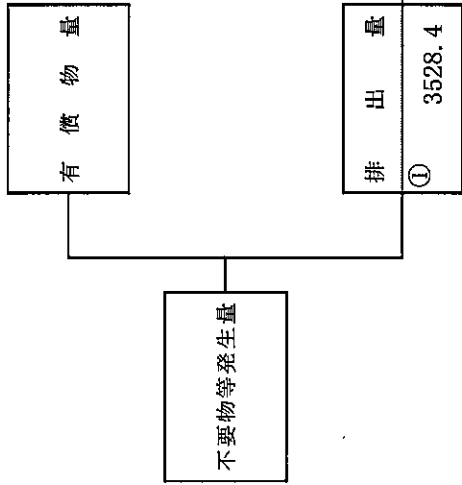 有償物量
不要物等発生量
排出量
①
3528.4